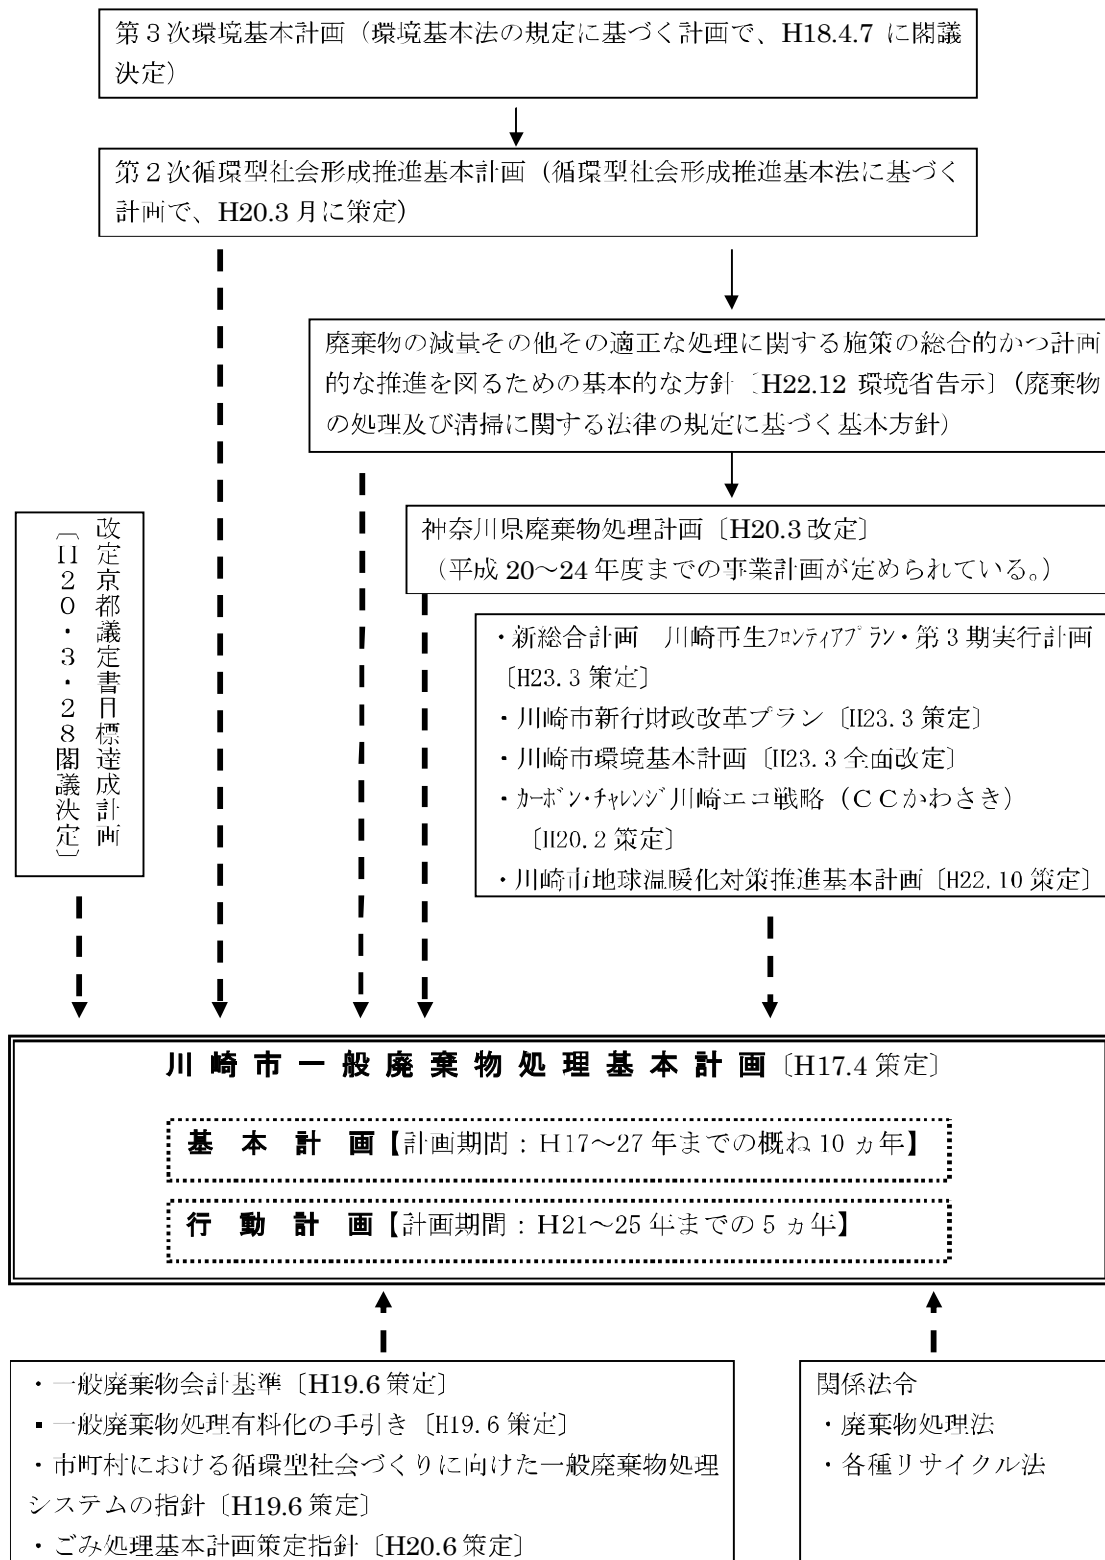 第３次環境基本計画（環境基本法の規定に基づく計画で、H18.4.7 に閣議
決定）
第２次循環型社会形成推進基本計画（循環型社会形成推進基本法に基づく
計画で、H20.3 月に策定）
廃棄物の減量その他その適正な処理に関する施策の総合的かつ計画
的な推進を図るための基本的な方針〔H22.12 環境省告示〕（廃棄物
の処理及び清掃に関する法律の規定に基づく基本方針）
改定京都議定書目標達成計画
〔H２０・３・２８閣議決定〕
神奈川県廃棄物処理計画〔H20.3 改定〕
（平成 20～24 年度までの事業計画が定められている。）
・新総合計画　川崎再生ﾌﾛﾝﾃｨｱﾌﾟﾗﾝ・第３期実行計画
〔H23.3 策定〕
・川崎市新行財政改革プラン〔H23.3 策定〕
・川崎市環境基本計画〔H23.3 全面改定〕
・ｶｰﾎﾞﾝ・ﾁｬﾚﾝｼﾞ川崎エコ戦略（ＣＣかわさき）
〔H20.2 策定〕
・川崎市地球温暖化対策推進基本計画〔H22.10 策定〕
川崎市一般廃棄物処理基本計画〔H17.4 策定〕
基本計画【計画期間：H17～27 年までの概ね 10 ヵ年】
行動計画【計画期間：H21～25 年までの５ヵ年】
・一般廃棄物会計基準〔H19.6 策定〕
▪一般廃棄物処理有料化の手引き〔H19.6 策定〕
・市町村における循環型社会づくりに向けた一般廃棄物処理
システムの指針〔H19.6 策定〕
・ごみ処理基本計画策定指針〔H20.6 策定〕
関係法令
・廃棄物処理法
・各種リサイクル法